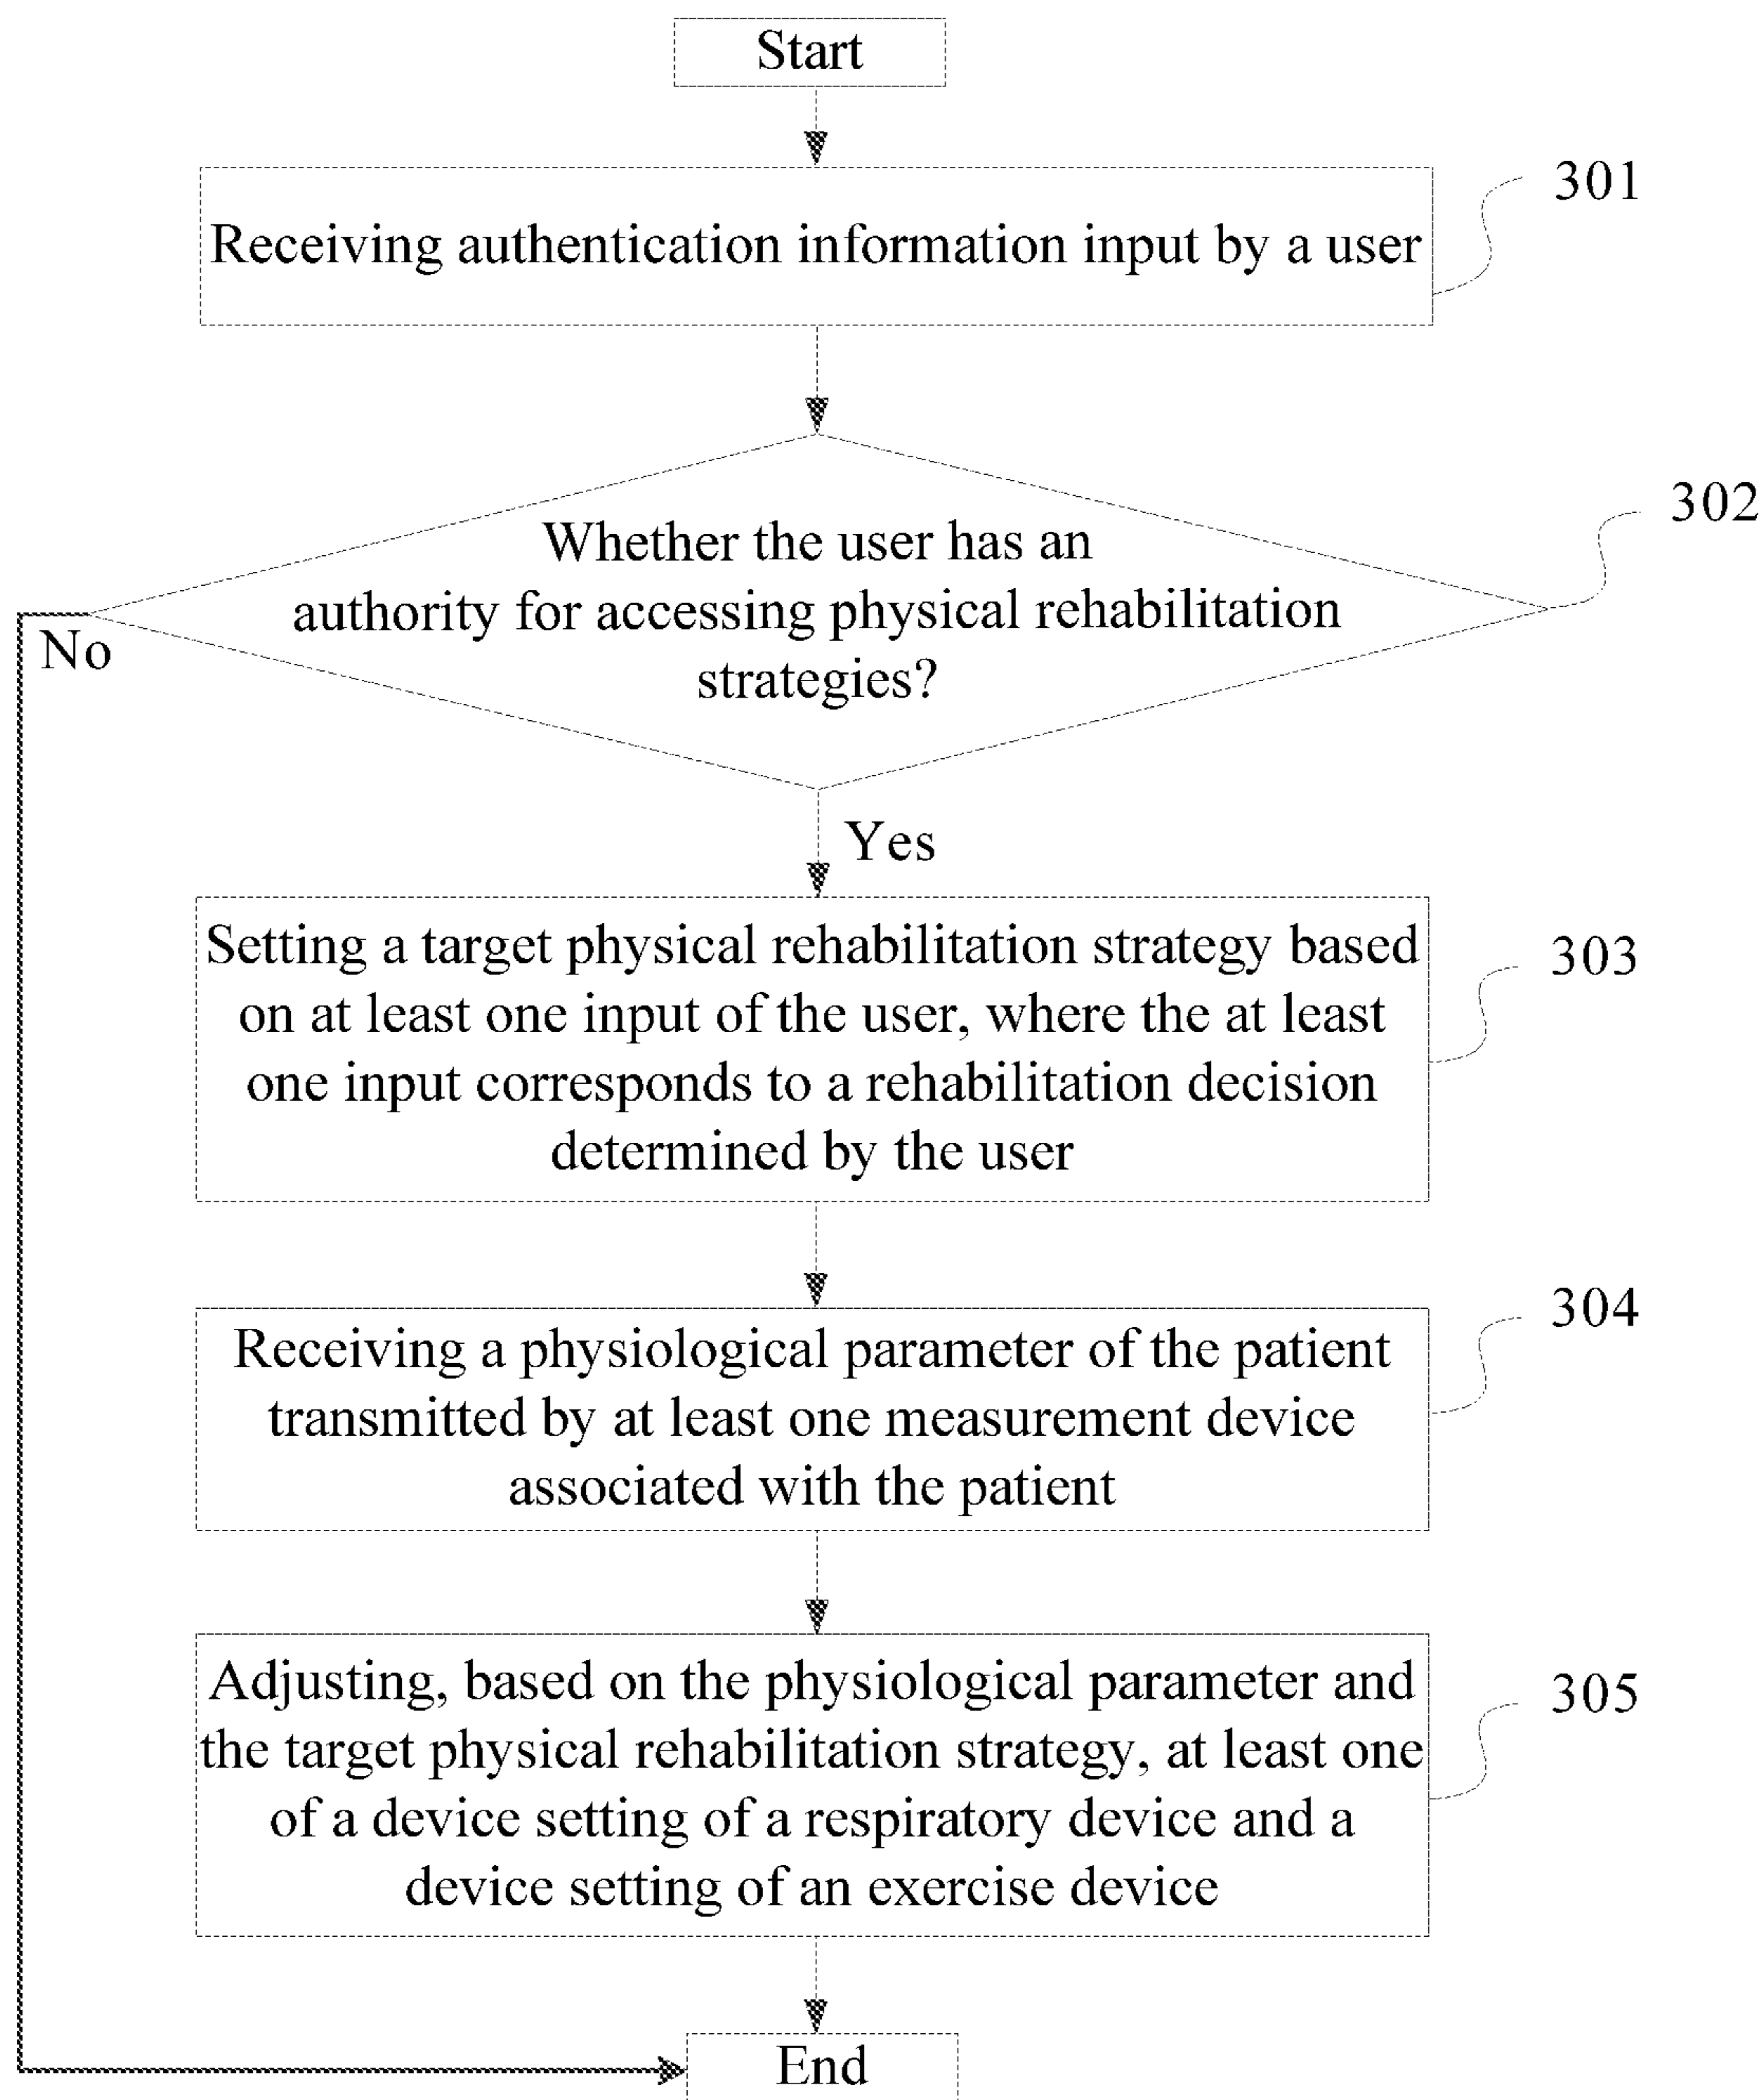 Start
301
Receiving authentication information input by a user
302
Whether the user has an
authority for accessing physical rehabilitation
strategies?
No
Yes
Setting a target physical rehabilitation strategy based
303
on at least one input of the user, where the at least
one input corresponds to a rehabilitation decision
determined by the user
304
Receiving a physiological parameter of the patient
transmitted by at least one measurement device
associated with the patient
Adjusting, based on the physiological parameter and
305
the target physical rehabilitation strategy, at least one
of a device setting of a respiratory device and a
device setting of an exercise device
End